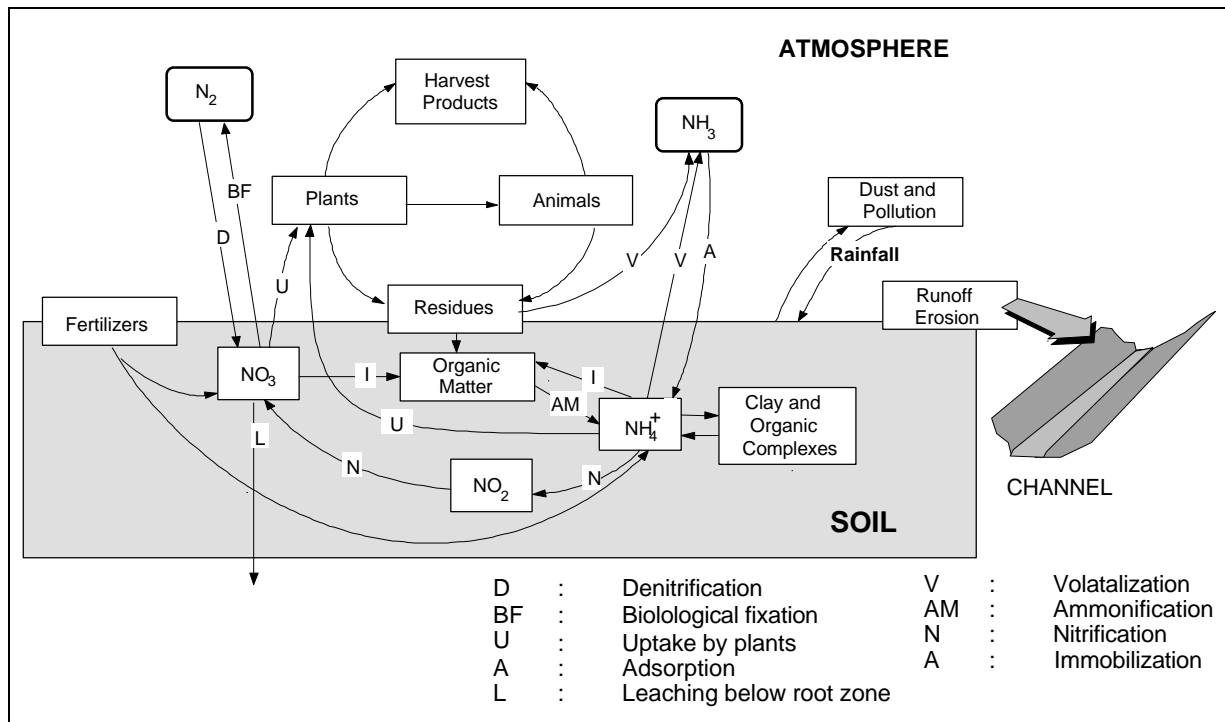 ATMOSPHERE
N2
Harvest
Products
NH3
BF
Plants
Animals
Dust and
Pollution
D
V
V
A
Rainfall
U
Fertilizers
Residues
Runoff
Erosion
NO3
I
Organic
Matter
I
AM
NH4+
Clay and
Organic
Complexes
L
U
N
NO2
N
CHANNEL
SOIL
D : Denitrification
BF : Biolological fixation
U : Uptake by plants
A : Adsorption
L : Leaching below root zone
V : Volatalization
AM : Ammonification
N : Nitrification
A : Immobilization